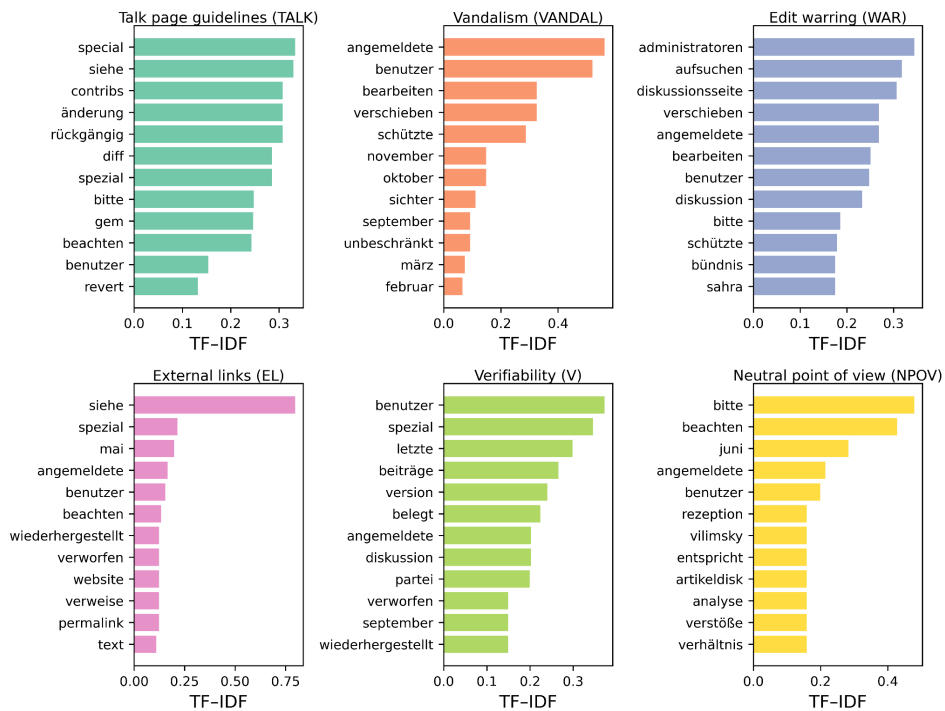 Talk page guidelines (TALK)
special
siehe
contribs
änderung
rückgängig
diff
spezial
bitte
gem
beachten
benutzer
revert
0.0 0.1 0.2 0.3
TF–IDF
Vandalism (VANDAL)
angemeldete
benutzer
bearbeiten
verschieben
schützte
november
oktober
sichter
september
unbeschränkt
märz
februar
0.0 0.2 0.4
TF–IDF
Edit warring (WAR)
administratoren
aufsuchen
diskussionsseite
verschieben
angemeldete
bearbeiten
benutzer
diskussion
bitte
schützte
bündnis
sahra
0.0 0.1 0.2 0.3
TF–IDF
External links (EL)
siehe
spezial
mai
angemeldete
benutzer
beachten
wiederhergestellt
verworfen
website
verweise
permalink
text
0.00 0.25 0.50 0.75
TF–IDF
Verifiability (V)
benutzer
spezial
letzte
beiträge
version
belegt
angemeldete
diskussion
partei
verworfen
september
wiederhergestellt
0.0 0.1 0.2 0.3
TF–IDF
Neutral point of view (NPOV)
bitte
beachten
juni
angemeldete
benutzer
rezeption
vilimsky
entspricht
artikeldisk
analyse
verstöße
verhältnis
0.0 0.2 0.4
TF–IDF